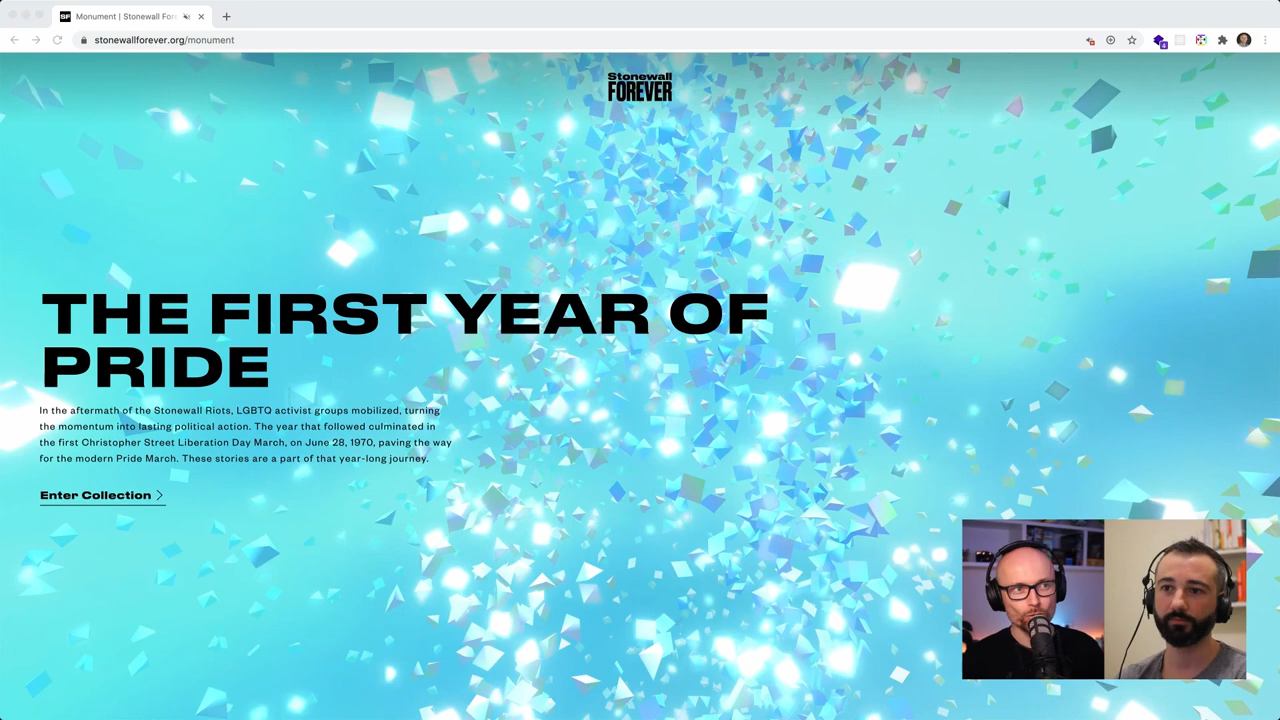 SF Monument | Stonewall Fore
stonewallforever.org/monument
4
Stonewall
FOREVER
THE FIRST YEAR OF
PRIDE
In the aftermath of the Stonewall Riots, LGBTQ activist groups mobilized, turning
the momentum into lasting political action. The year that followed culminated in
the first Christopher Street Liberation Day March, on June 28, 1970, paving the way
for the modern Pride March. These stories are a part of that year-long journey.
Enter Collection